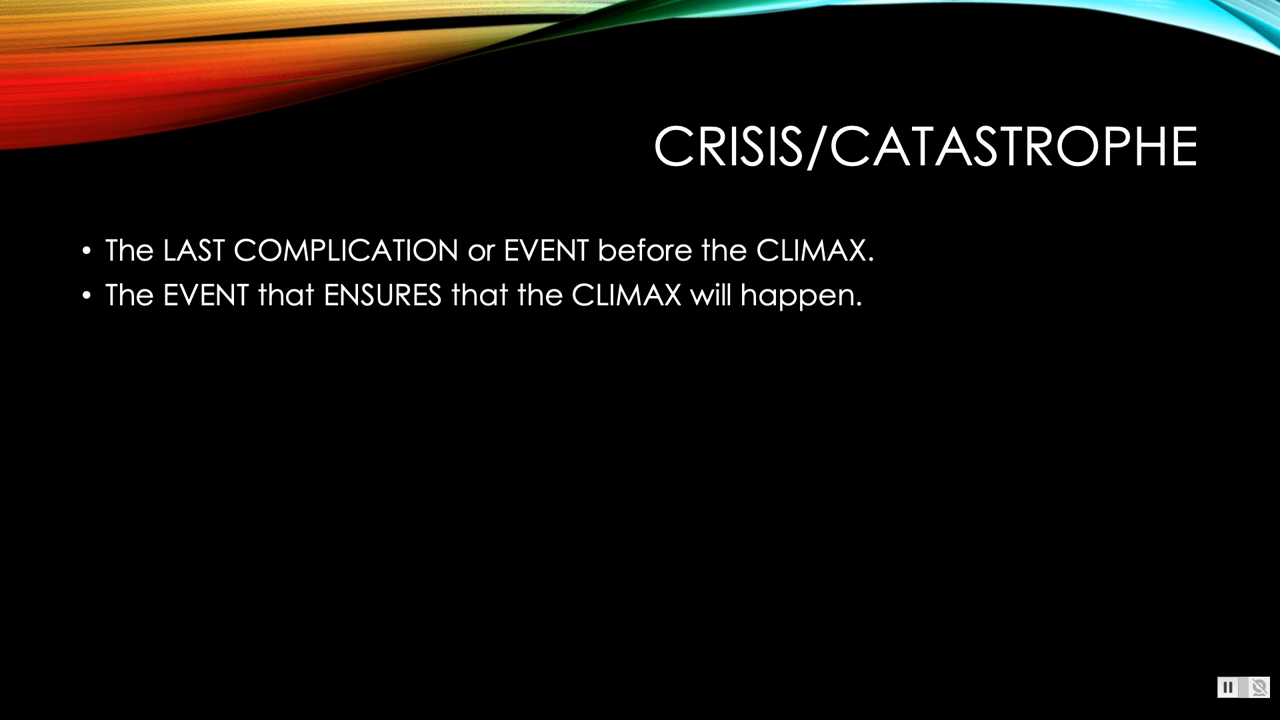 CRISIS/CATASTROPHE
• The LAST COMPLICATION or EVENT before the CLIMAX.
• The EVENT that ENSURES that the CLIMAX will happen.